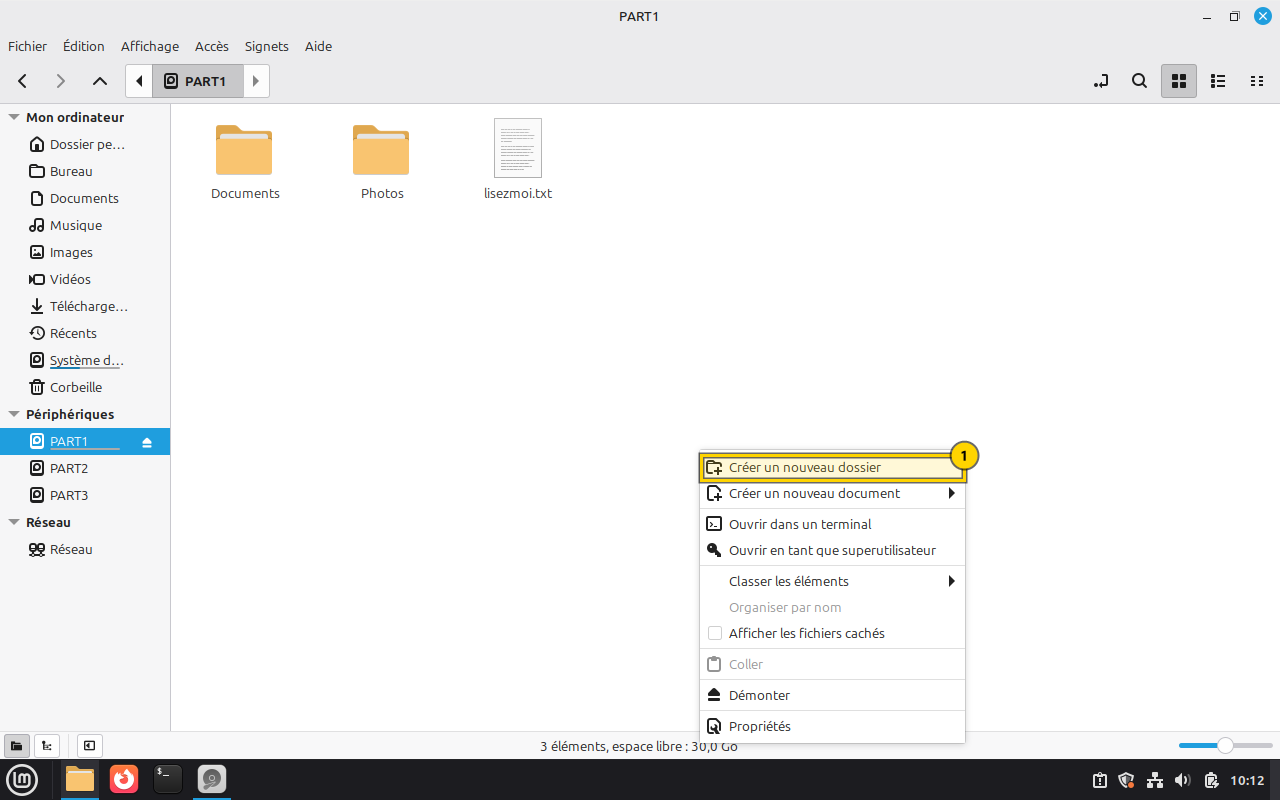 PART1
Fichier Édition Affichage Accès Signets Aide
PART1
Mon ordinateur
Dossier pe...
Bureau
Documents
Musique
Images
Vidéos
Télécharge...
Récents
Système d...
Corbeille
Périphériques
PART1
PART2
PART3
Réseau
Réseau
Documents
Photos
lisezmoi.txt
1
Créer un nouveau dossier
Créer un nouveau document
Ouvrir dans un terminal
Ouvrir en tant que superutilisateur
Classer les éléments
Organiser par nom
Afficher les fichiers cachés
Coller
Démonter
Propriétés
3 éléments, espace libre : 30,0 Go
10:12